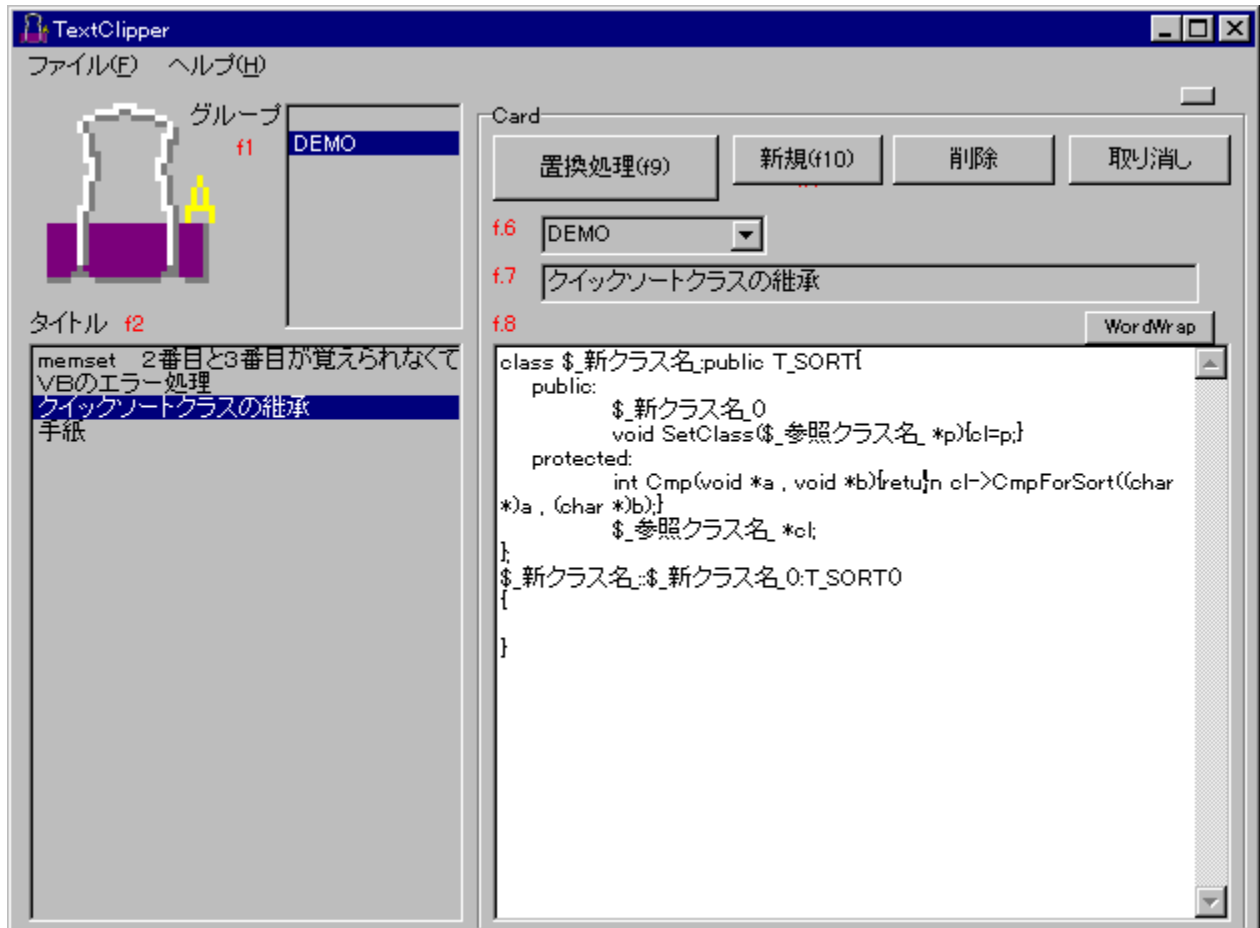 TextClipper
ファイル(F) ヘルプ(H)
グループ
f1
DEMO
タイトル f2
memset 2番目と3番目が覚えられなくて
VBのエラー処理
クイックソートクラスの継承
手紙
Card
置換処理(f9)
新規(f10)
削除
取り消し
f.6
DEMO
f.7
クイックソートクラスの継承
f.8
WordWrap
class $_新クラス名_:public T_SORT{
public:
$_新クラス名_()
void SetClass($_参照クラス名_ *p){cl=p;}
protected:
int Cmp(void *a , void *b){return cl->CmpForSort((char
*)a , (char *)b);}
$_参照クラス名_ *cl;
};
$_新クラス名_::$_新クラス名_():T_SORT()
{
}